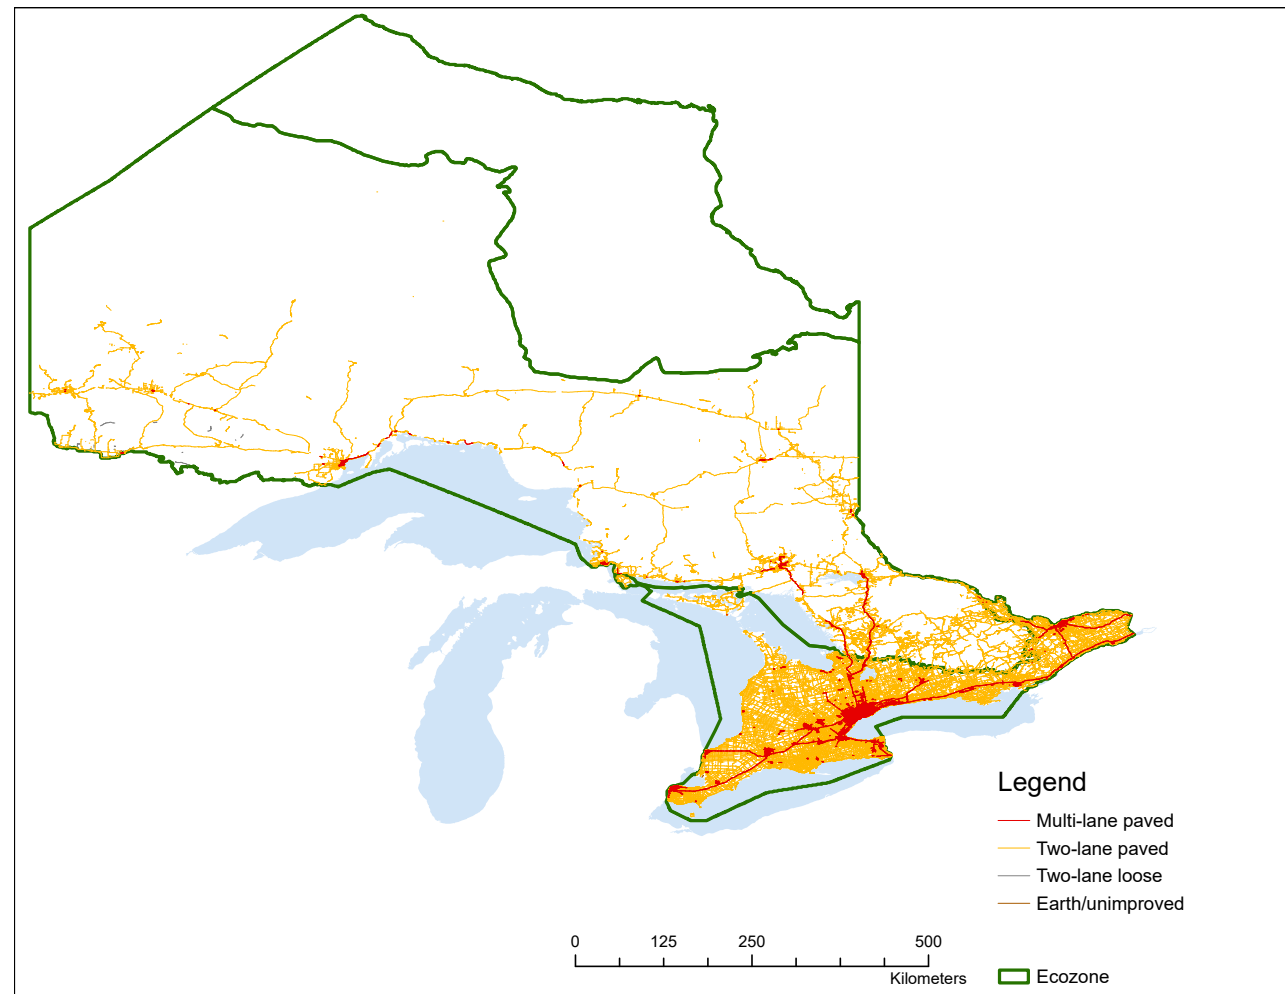 Legend
Multi-lane paved
Two-lane paved
Two-lane loose
Earth/unimproved
0 125 250 500
Kilometers
Ecozone